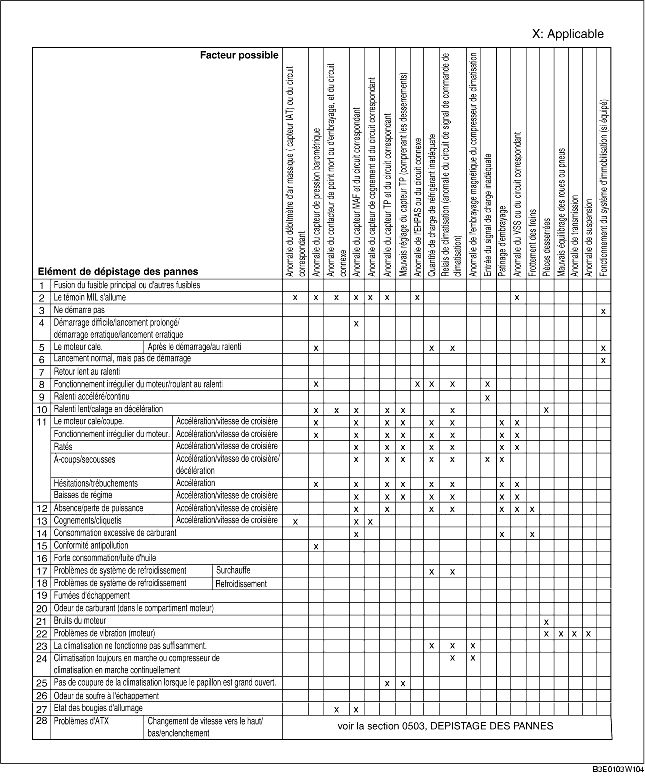 X: Applicable
Facteur possible
Elément de dépistage des pannes
Anomalie du débitmètre d'air massique ( capteur IAT) ou du circuit
correspondant
Anomalie du capteur de pression barométrique
Anomalie du contacteur de point mort ou d'embrayage, et du circuit
connexe
Anomalie du capteur MAF et du circuit correspondant
Anomalie du capteur de cognement et du circuit correspondant
Anomalie du capteur TP et du circuit correspondant
Mauvais réglage du capteur TP (comprenant les desserrements)
Anomalie de l'EHPAS ou du circuit connexe
Quantité de charge de réfrigérant inadéquate
Relais de climatisation (anomalie du circuit de signal de commande de
climatisation)
Anomalie de l'embrayage magnétique du compresseur de climatisation
Entrée du signal de charge inadéquate
Patinage d'embrayage
Anomalie du VSS ou du circuit correspondant
Frottement des freins
Pièces desserrées
Mauvais équilibrage des roues ou pneus
Anomalie de transmission
Anomalie de suspension
Fonctionnement du système d'immobilisation (si équipé)
1 Fusion du fusible principal ou d'autres fusibles
2 Le témoin MIL s'allume x x x x x x x x
3 Ne démarre pas x
4 Démarrage difficile/lancement prolongé/
démarrage erratique/lancement erratique x
5 Le moteur cale. Après le démarrage/au ralenti x x x x
6 Lancement normal, mais pas de démarrage x
7 Retour lent au ralenti
8 Fonctionnement irrégulier du moteur/roulant au ralenti x x x x x
9 Ralenti accéléré/continu x
10 Ralenti lent/calage en décélération x x x x x x x
11 Le moteur cale/coupe. Accélération/vitesse de croisière x x x x x x x x
Fonctionnement irrégulier du moteur. Accélération/vitesse de croisière x x x x x x x x
Ratés Accélération/vitesse de croisière x x x x x x x
A-coups/secousses Accélération/vitesse de croisière/
décélération x x x x x x x
Hésitations/trébuchements Accélération x x x x x x x x
Baisses de régime Accélération/vitesse de croisière x x x x x x x
12 Absence/perte de puissance Accélération/vitesse de croisière x x x x x x x
13 Cognements/cliquetis Accélération/vitesse de croisière x x x
14 Consommation excessive de carburant x x x
15 Conformité antipollution x
16 Forte consommation/fuite d'huile
17 Problèmes de système de refroidissement Surchauffe x x
18 Problèmes de système de refroidissement Refroidissement
19 Fumées d'échappement
20 Odeur de carburant (dans le compartiment moteur)
21 Bruits du moteur x
22 Problèmes de vibration (moteur) x x x x
23 La climatisation ne fonctionne pas suffisamment. x x x
24 Climatisation toujours en marche ou compresseur de
climatisation en marche continuellement x x
25 Pas de coupure de la climatisation lorsque le papillon est grand ouvert. x x
26 Odeur de soufre à l'échappement
27 Etat des bougies d'allumage x x
28 Problèmes d'ATX Changement de vitesse vers le haut/
bas/enclenchement
voir la section 0503, DEPISTAGE DES PANNES
B3E0103W104